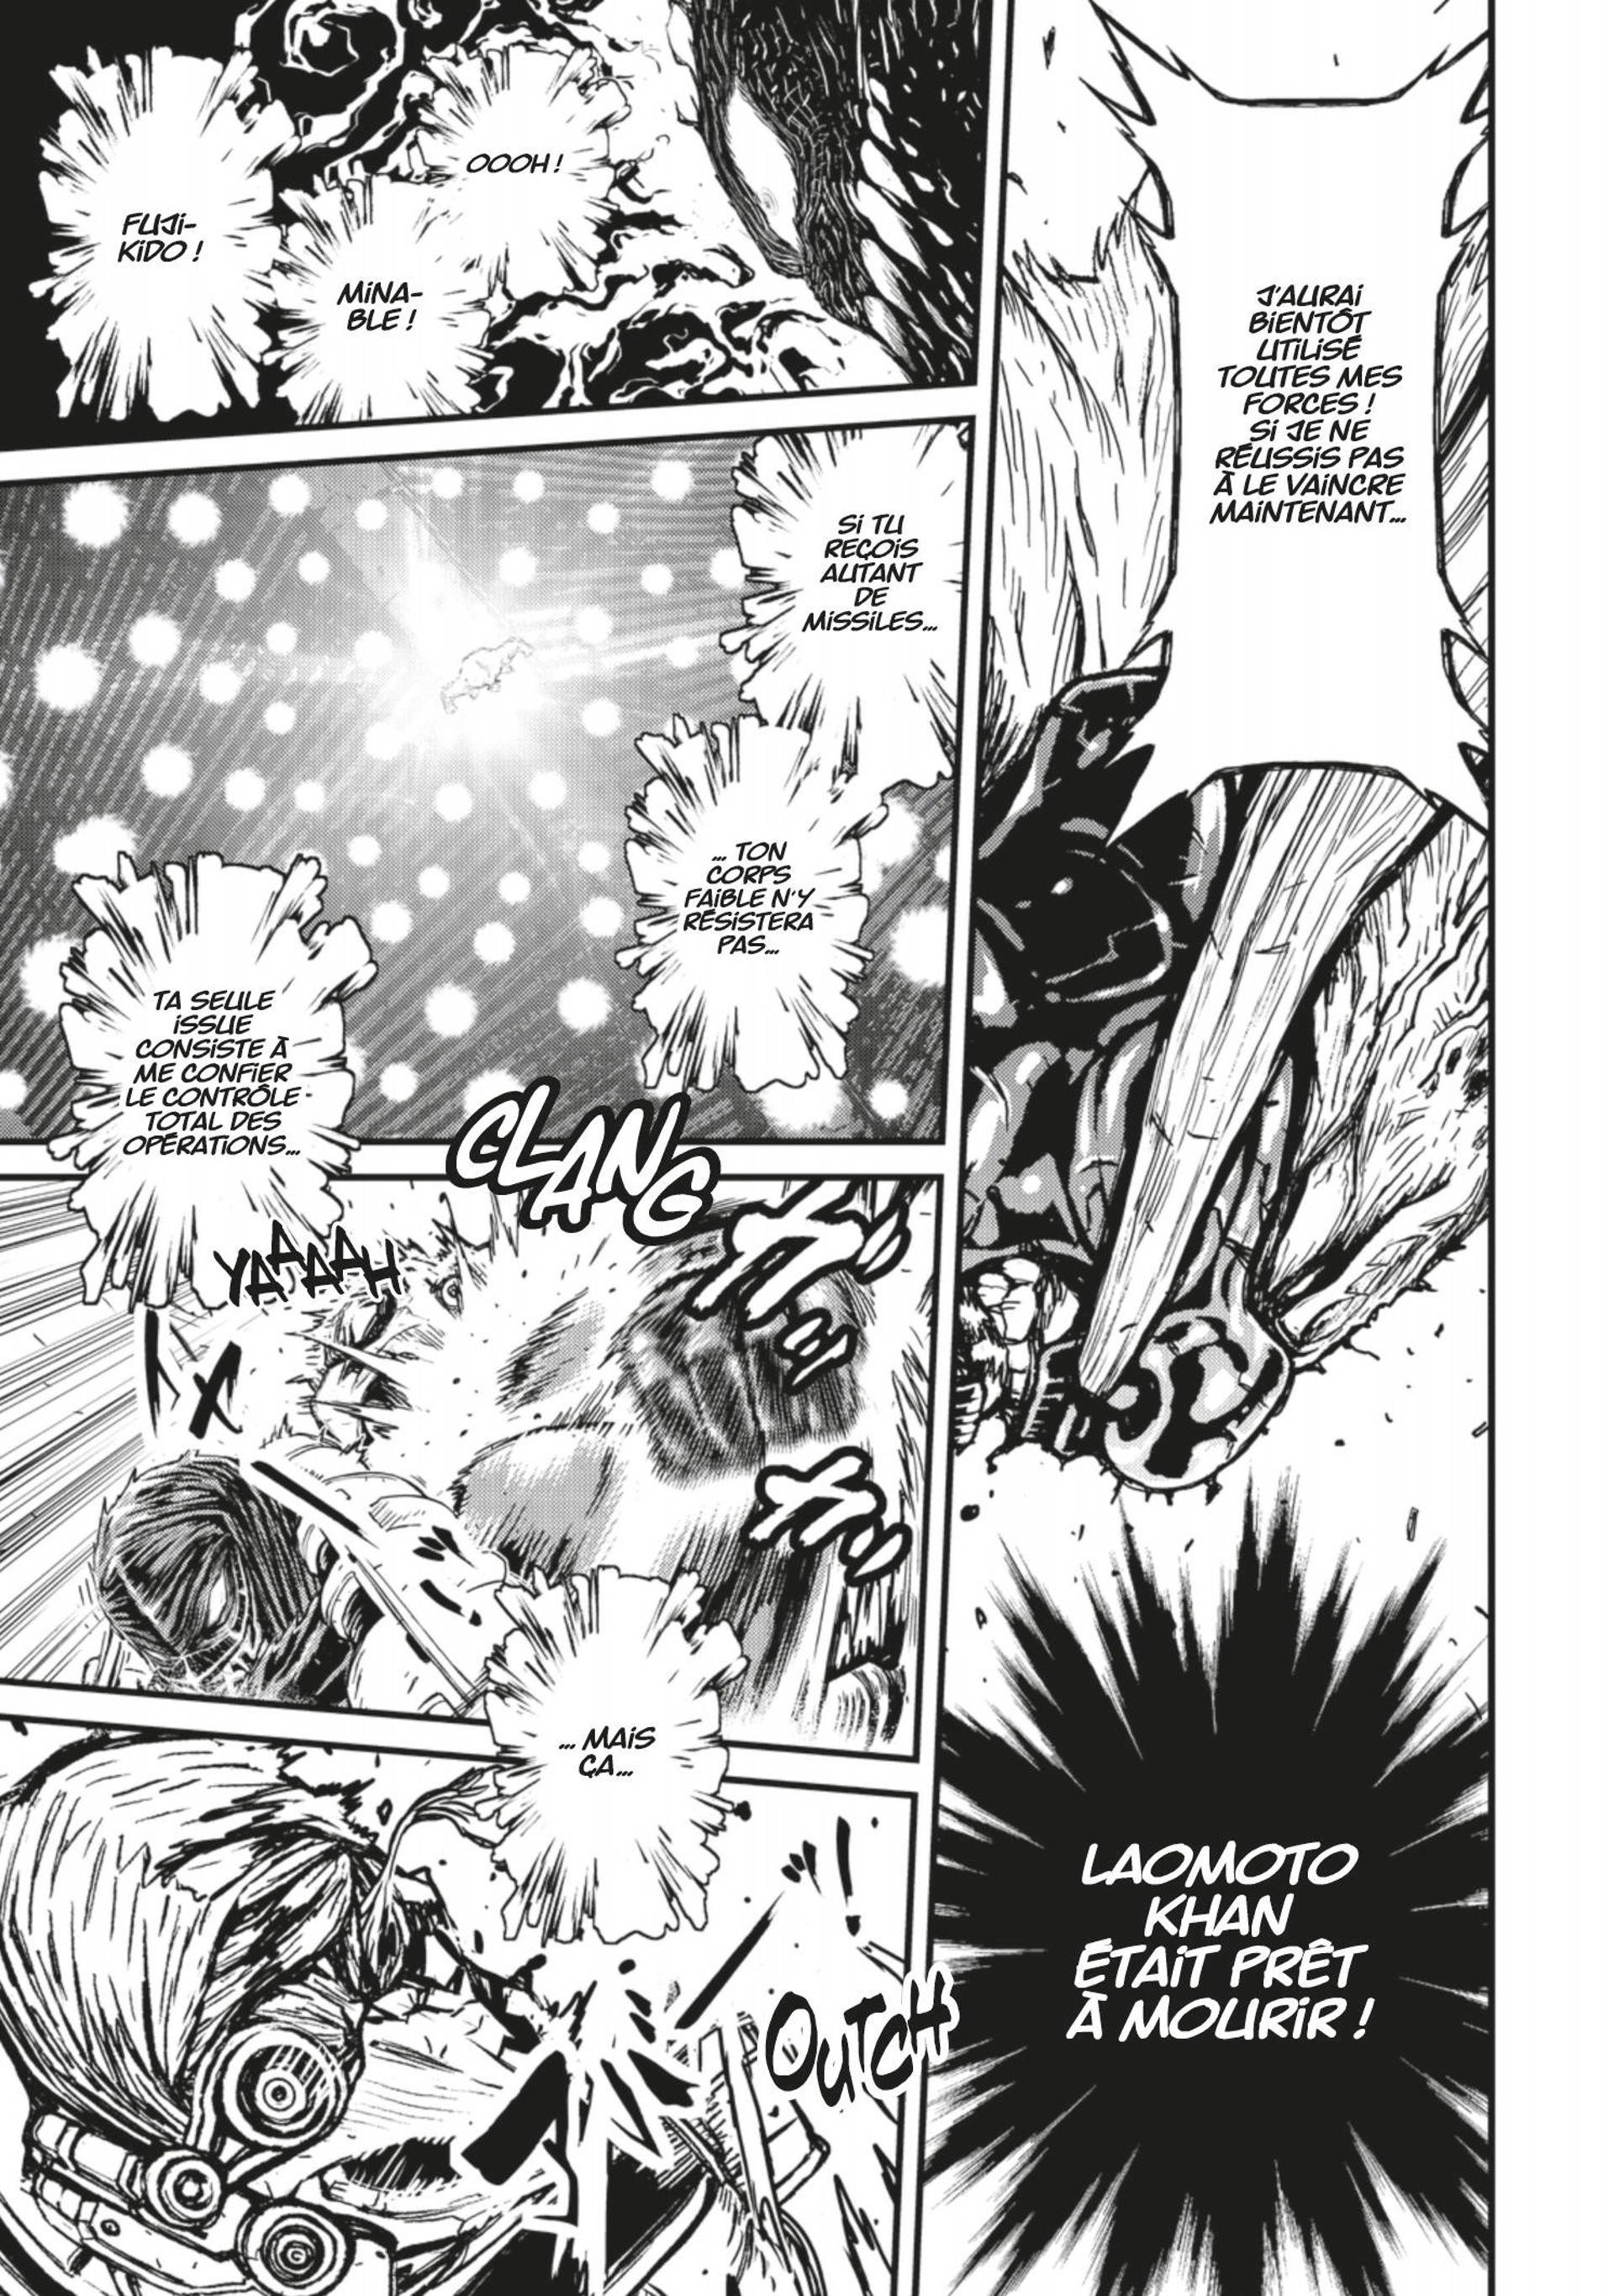 J'AURAI
BIENTÔT
UTILISÉ
TOUTES MES
FORCES !
SI JE NE
RÉUSSIS PAS
À LE VAINCRE
MAINTENANT...
LAOMOTO
KHAN
ÉTAIT PRÊT
À MOURIR !
OOOH !
MINA-
BLE !
FUJI-
KIDO !
SI TU
REÇOIS
AUTANT
DE
MISSILES...
... TON
CORPS
FAIBLE N'Y
RÉSISTERA
PAS...
TA SEULE
ISSUE
CONSISTE À
ME CONFIER
LE CONTRÔLE
TOTAL DES
OPÉRATIONS...
CLANG
YAAAAH
... MAIS
ÇA...
OUTCH